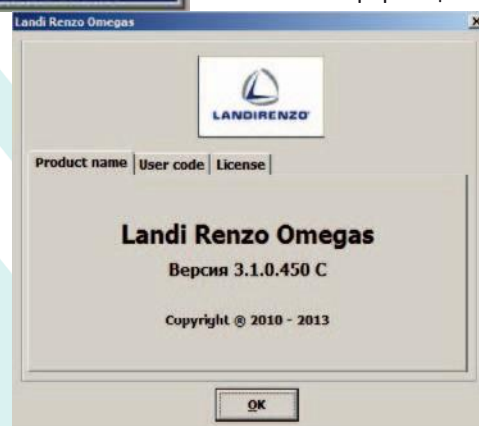 Landi Renzo Omegas
LANDIRENZO
Product name User code License
Landi Renzo Omegas
Версия 3.1.0.450 C
Copyright @ 2010 - 2013
OK